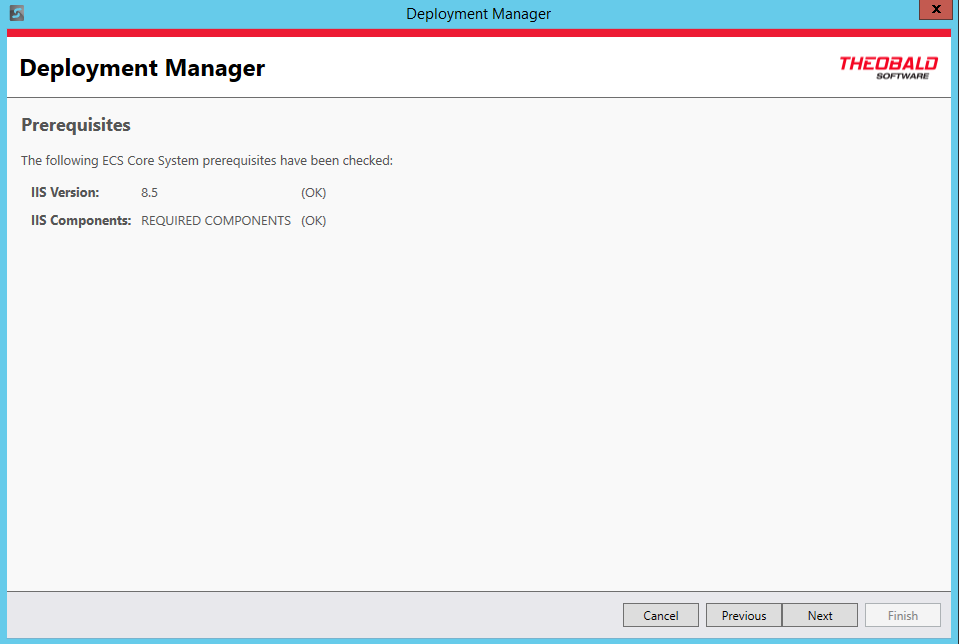 Deployment Manager
x
Deployment Manager
THEOBALD
SOFTWARE
Prerequisites
The following ECS Core System prerequisites have been checked:
IIS Version: 8.5 (OK)
IIS Components: REQUIRED COMPONENTS (OK)
Cancel Previous Next Finish